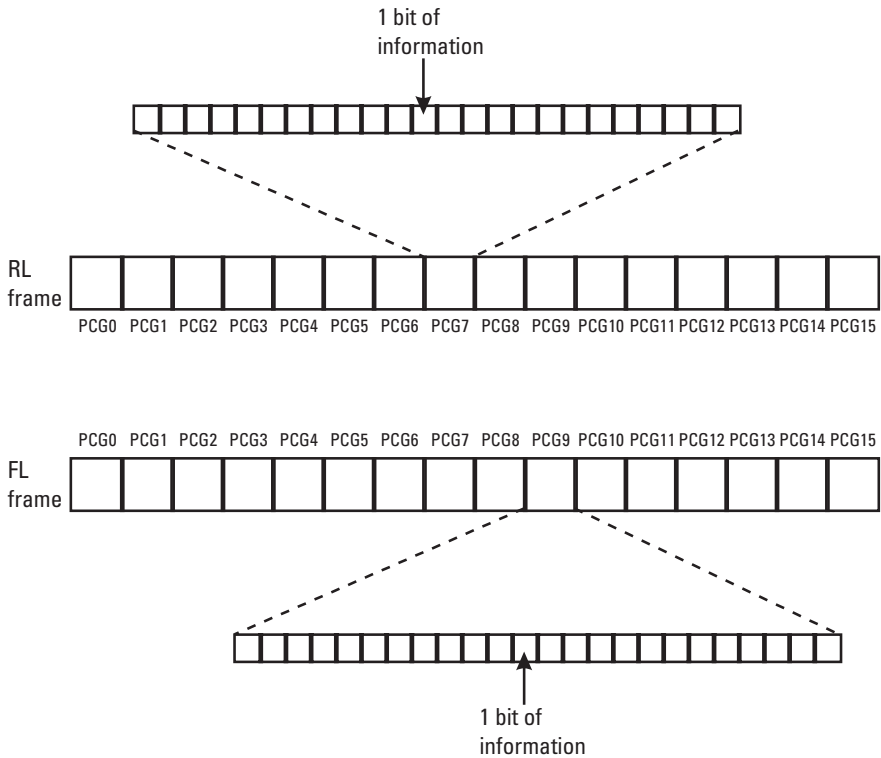 1 bit of
information
RL
frame
PCG0 PCG1 PCG2 PCG3 PCG4 PCG5 PCG6 PCG7 PCG8 PCG9 PCG10 PCG11 PCG12 PCG13 PCG14 PCG15
PCG0 PCG1 PCG2 PCG3 PCG4 PCG5 PCG6 PCG7 PCG8 PCG9 PCG10 PCG11 PCG12 PCG13 PCG14 PCG15
FL
frame
1 bit of
information